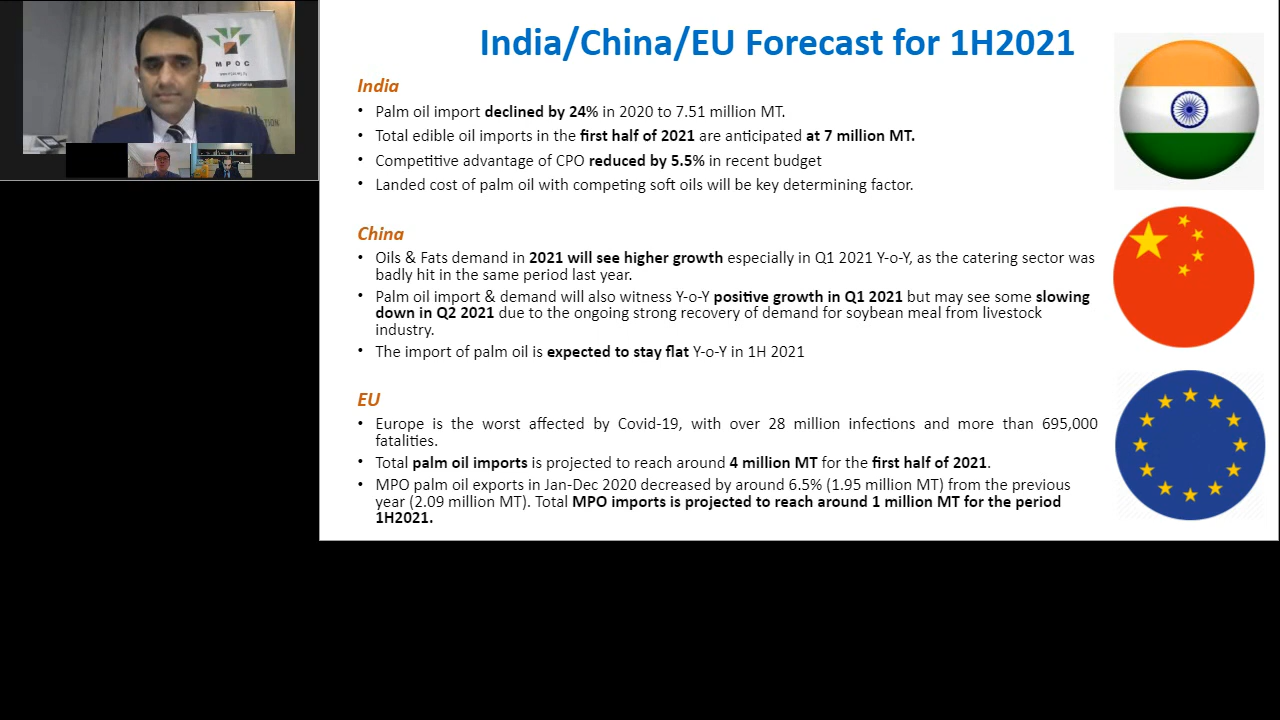 MPOC
India/China/EU Forecast for 1H2021
India
• Palm oil import declined by 24% in 2020 to 7.51 million MT.
• Total edible oil imports in the first half of 2021 are anticipated at 7 million MT.
• Competitive advantage of CPO reduced by 5.5% in recent budget
• Landed cost of palm oil with competing soft oils will be key determining factor.
China
• Oils & Fats demand in 2021 will see higher growth especially in Q1 2021 Y-o-Y, as the catering sector was
badly hit in the same period last year.
• Palm oil import & demand will also witness Y-o-Y positive growth in Q1 2021 but may see some slowing
down in Q2 2021 due to the ongoing strong recovery of demand for soybean meal from livestock
industry.
• The import of palm oil is expected to stay flat Y-o-Y in 1H 2021
EU
• Europe is the worst affected by Covid-19, with over 28 million infections and more than 695,000
fatalities.
• Total palm oil imports is projected to reach around 4 million MT for the first half of 2021.
• MPO palm oil exports in Jan-Dec 2020 decreased by around 6.5% (1.95 million MT) from the previous
year (2.09 million MT). Total MPO imports is projected to reach around 1 million MT for the period
1H2021.